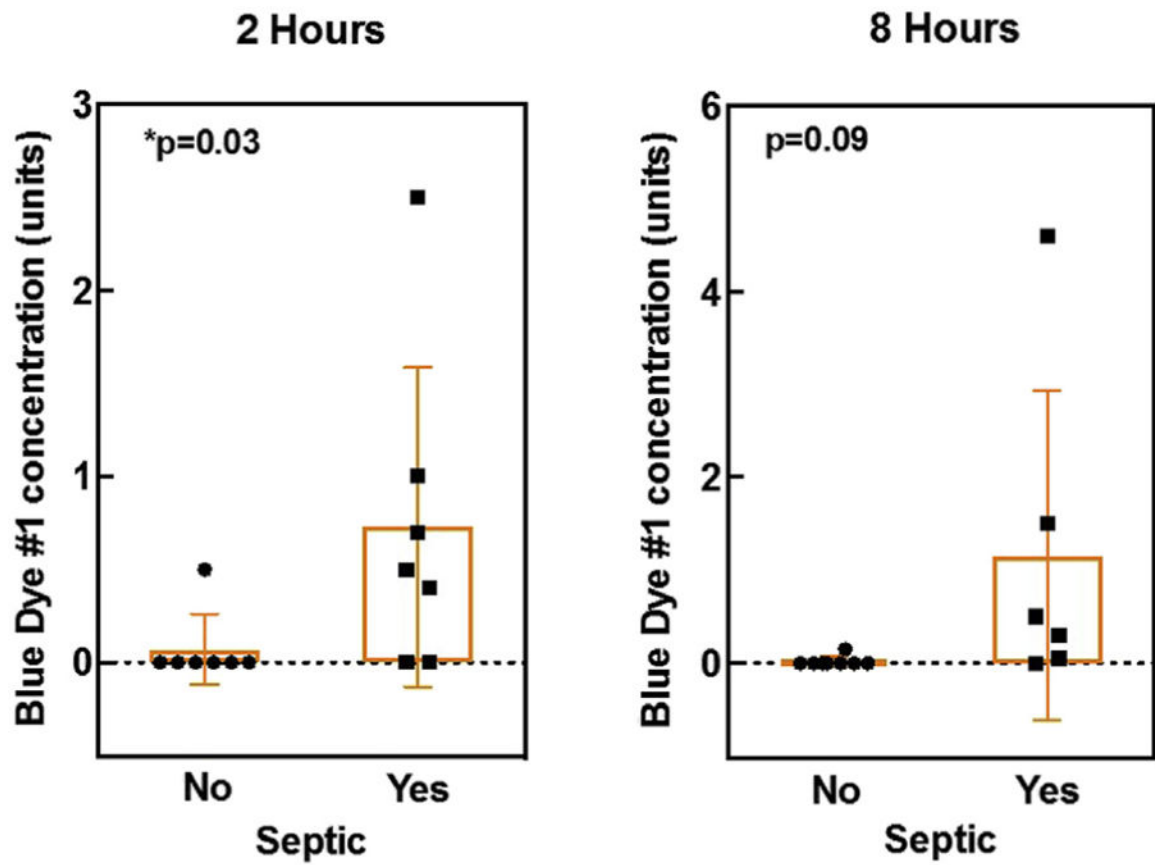 2 Hours
Blue Dye #1 concentration (units)
3
2
1
0
*p=0.03
No
Yes
Septic
8 Hours
Blue Dye #1 concentration (units)
6
4
2
0
p=0.09
No
Yes
Septic